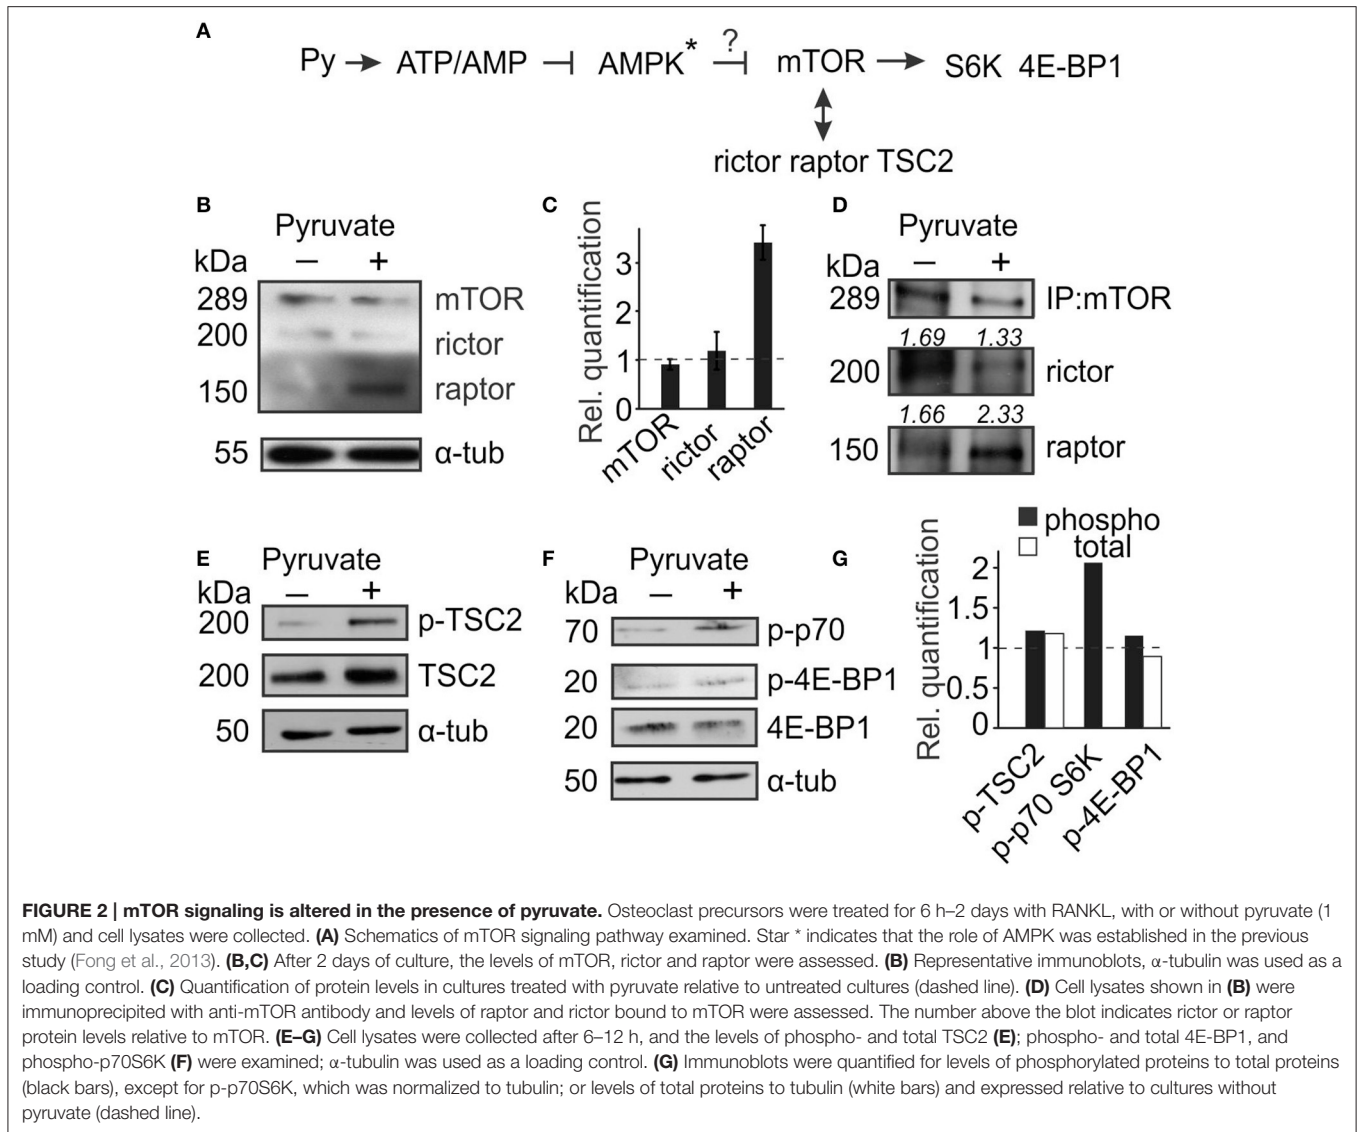 A
Py → ATP/AMP ⊣ AMPK* ⊣ mTOR → S6K 4E-BP1
?
rictor raptor TSC2
B
Pyruvate
kDa – +
289 mTOR
200 rictor
150 raptor
55 α-tub
C
Rel. quantification
3
2
1
0
mTOR
rictor
raptor
D
Pyruvate
kDa – +
289 IP:mTOR
1.69 1.33
200 rictor
1.66 2.33
150 raptor
E
Pyruvate
kDa – +
200 p-TSC2
200 TSC2
50 α-tub
F
Pyruvate
kDa – +
70 p-p70
20 p-4E-BP1
20 4E-BP1
50 α-tub
G
phospho
total
Rel. quantification
2
1.5
1
0.5
0
p-TSC2
p-p70 S6K
p-4E-BP1
FIGURE 2 | mTOR signaling is altered in the presence of pyruvate. Osteoclast precursors were treated for 6 h–2 days with RANKL, with or without pyruvate (1
mM) and cell lysates were collected. (A) Schematics of mTOR signaling pathway examined. Star * indicates that the role of AMPK was established in the previous
study (Fong et al., 2013). (B,C) After 2 days of culture, the levels of mTOR, rictor and raptor were assessed. (B) Representative immunoblots, α-tubulin was used as a
loading control. (C) Quantification of protein levels in cultures treated with pyruvate relative to untreated cultures (dashed line). (D) Cell lysates shown in (B) were
immunoprecipited with anti-mTOR antibody and levels of raptor and rictor bound to mTOR were assessed. The number above the blot indicates rictor or raptor
protein levels relative to mTOR. (E–G) Cell lysates were collected after 6–12 h, and the levels of phospho- and total TSC2 (E); phospho- and total 4E-BP1, and
phospho-p70S6K (F) were examined; α-tubulin was used as a loading control. (G) Immunoblots were quantified for levels of phosphorylated proteins to total proteins
(black bars), except for p-p70S6K, which was normalized to tubulin; or levels of total proteins to tubulin (white bars) and expressed relative to cultures without
pyruvate (dashed line).